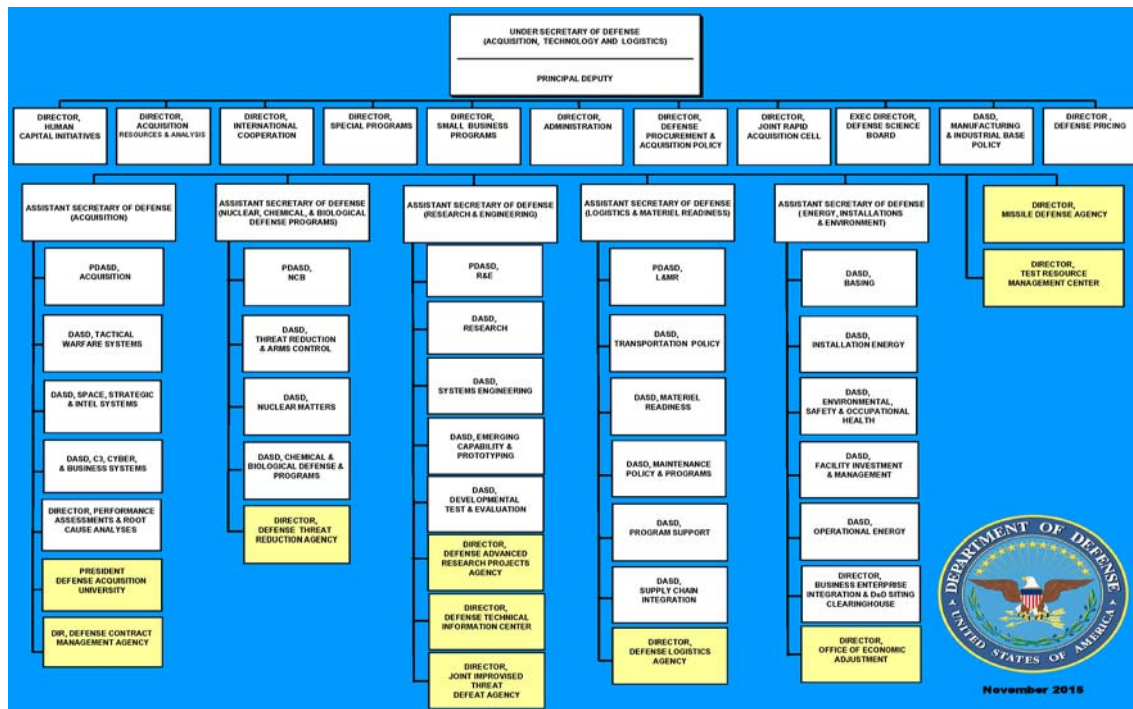 UNDER SECRETARY OF DEFENSE
(ACQUISITION, TECHNOLOGY AND LOGISTICS)
PRINCIPAL DEPUTY
DIRECTOR,
HUMAN
CAPITAL INITIATIVES
DIRECTOR,
ACQUISITION
RESOURCES & ANALYSIS
DIRECTOR,
INTERNATIONAL
COOPERATION
DIRECTOR,
SPECIAL PROGRAMS
DIRECTOR,
SMALL BUSINESS
PROGRAMS
DIRECTOR,
ADMINISTRATION
DIRECTOR,
DEFENSE
PROCUREMENT &
ACQUISITION POLICY
DIRECTOR,
JOINT RAPID
ACQUISITION CELL
EXEC DIRECTOR,
DEFENSE SCIENCE
BOARD
DASD,
MANUFACTURING
& INDUSTRIAL BASE
POLICY
DIRECTOR ,
DEFENSE PRICING
ASSISTANT SECRETARY OF DEFENSE
(ACQUISITION)
PDASD,
ACQUISITION
DASD, TACTICAL
WARFARE SYSTEMS
DASD, SPACE, STRATEGIC
& INTEL SYSTEMS
DASD, C3, CYBER,
& BUSINESS SYSTEMS
DIRECTOR, PERFORMANCE
ASSESSMENTS & ROOT
CAUSE ANALYSES
PRESIDENT
DEFENSE ACQUISITION
UNIVERSITY
DIR, DEFENSE CONTRACT
MANAGEMENT AGENCY
ASSISTANT SECRETARY OF DEFENSE
(NUCLEAR, CHEMICAL, & BIOLOGICAL
DEFENSE PROGRAMS)
PDASD,
NCB
DASD,
THREAT REDUCTION
& ARMS CONTROL
DASD,
NUCLEAR MATTERS
DASD, CHEMICAL &
BIOLOGICAL DEFENSE &
PROGRAMS
DIRECTOR,
DEFENSE THREAT
REDUCTION AGENCY
ASSISTANT SECRETARY OF DEFENSE
(RESEARCH & ENGINEERING)
PDASD,
R&E
DASD,
RESEARCH
DASD,
SYSTEMS ENGINEERING
DASD, EMERGING
CAPABILITY &
PROTOTYPING
DASD,
DEVELOPMENTAL
TEST & EVALUATION
DIRECTOR,
DEFENSE ADVANCED
RESEARCH PROJECTS
AGENCY
DIRECTOR,
DEFENSE TECHNICAL
INFORMATION CENTER
DIRECTOR,
JOINT IMPROVISED
THREAT
DEFEAT AGENCY
ASSISTANT SECRETARY OF DEFENSE
(LOGISTICS & MATERIEL READINESS)
PDASD,
L&MR
DASD,
TRANSPORTATION POLICY
DASD, MATERIEL
READINESS
DASD, MAINTENANCE
POLICY & PROGRAMS
DASD,
PROGRAM SUPPORT
DASD,
SUPPLY CHAIN
INTEGRATION
DIRECTOR,
DEFENSE LOGISTICS
AGENCY
ASSISTANT SECRETARY OF DEFENSE
( ENERGY, INSTALLATIONS
& ENVIRONMENT)
DASD,
BASING
DASD,
INSTALLATION ENERGY
DASD,
ENVIRONMENTAL,
SAFETY & OCCUPATIONAL
HEALTH
DASD,
FACILITY INVESTMENT
& MANAGEMENT
DASD,
OPERATIONAL ENERGY
DIRECTOR,
BUSINESS ENTERPRISE
INTEGRATION & DoD SITING
CLEARINGHOUSE
DIRECTOR,
OFFICE OF ECONOMIC
ADJUSTMENT
DIRECTOR,
MISSILE DEFENSE AGENCY
DIRECTOR,
TEST RESOURCE
MANAGEMENT CENTER
DEPARTMENT OF DEFENSE
UNITED STATES OF AMERICA
November 2015